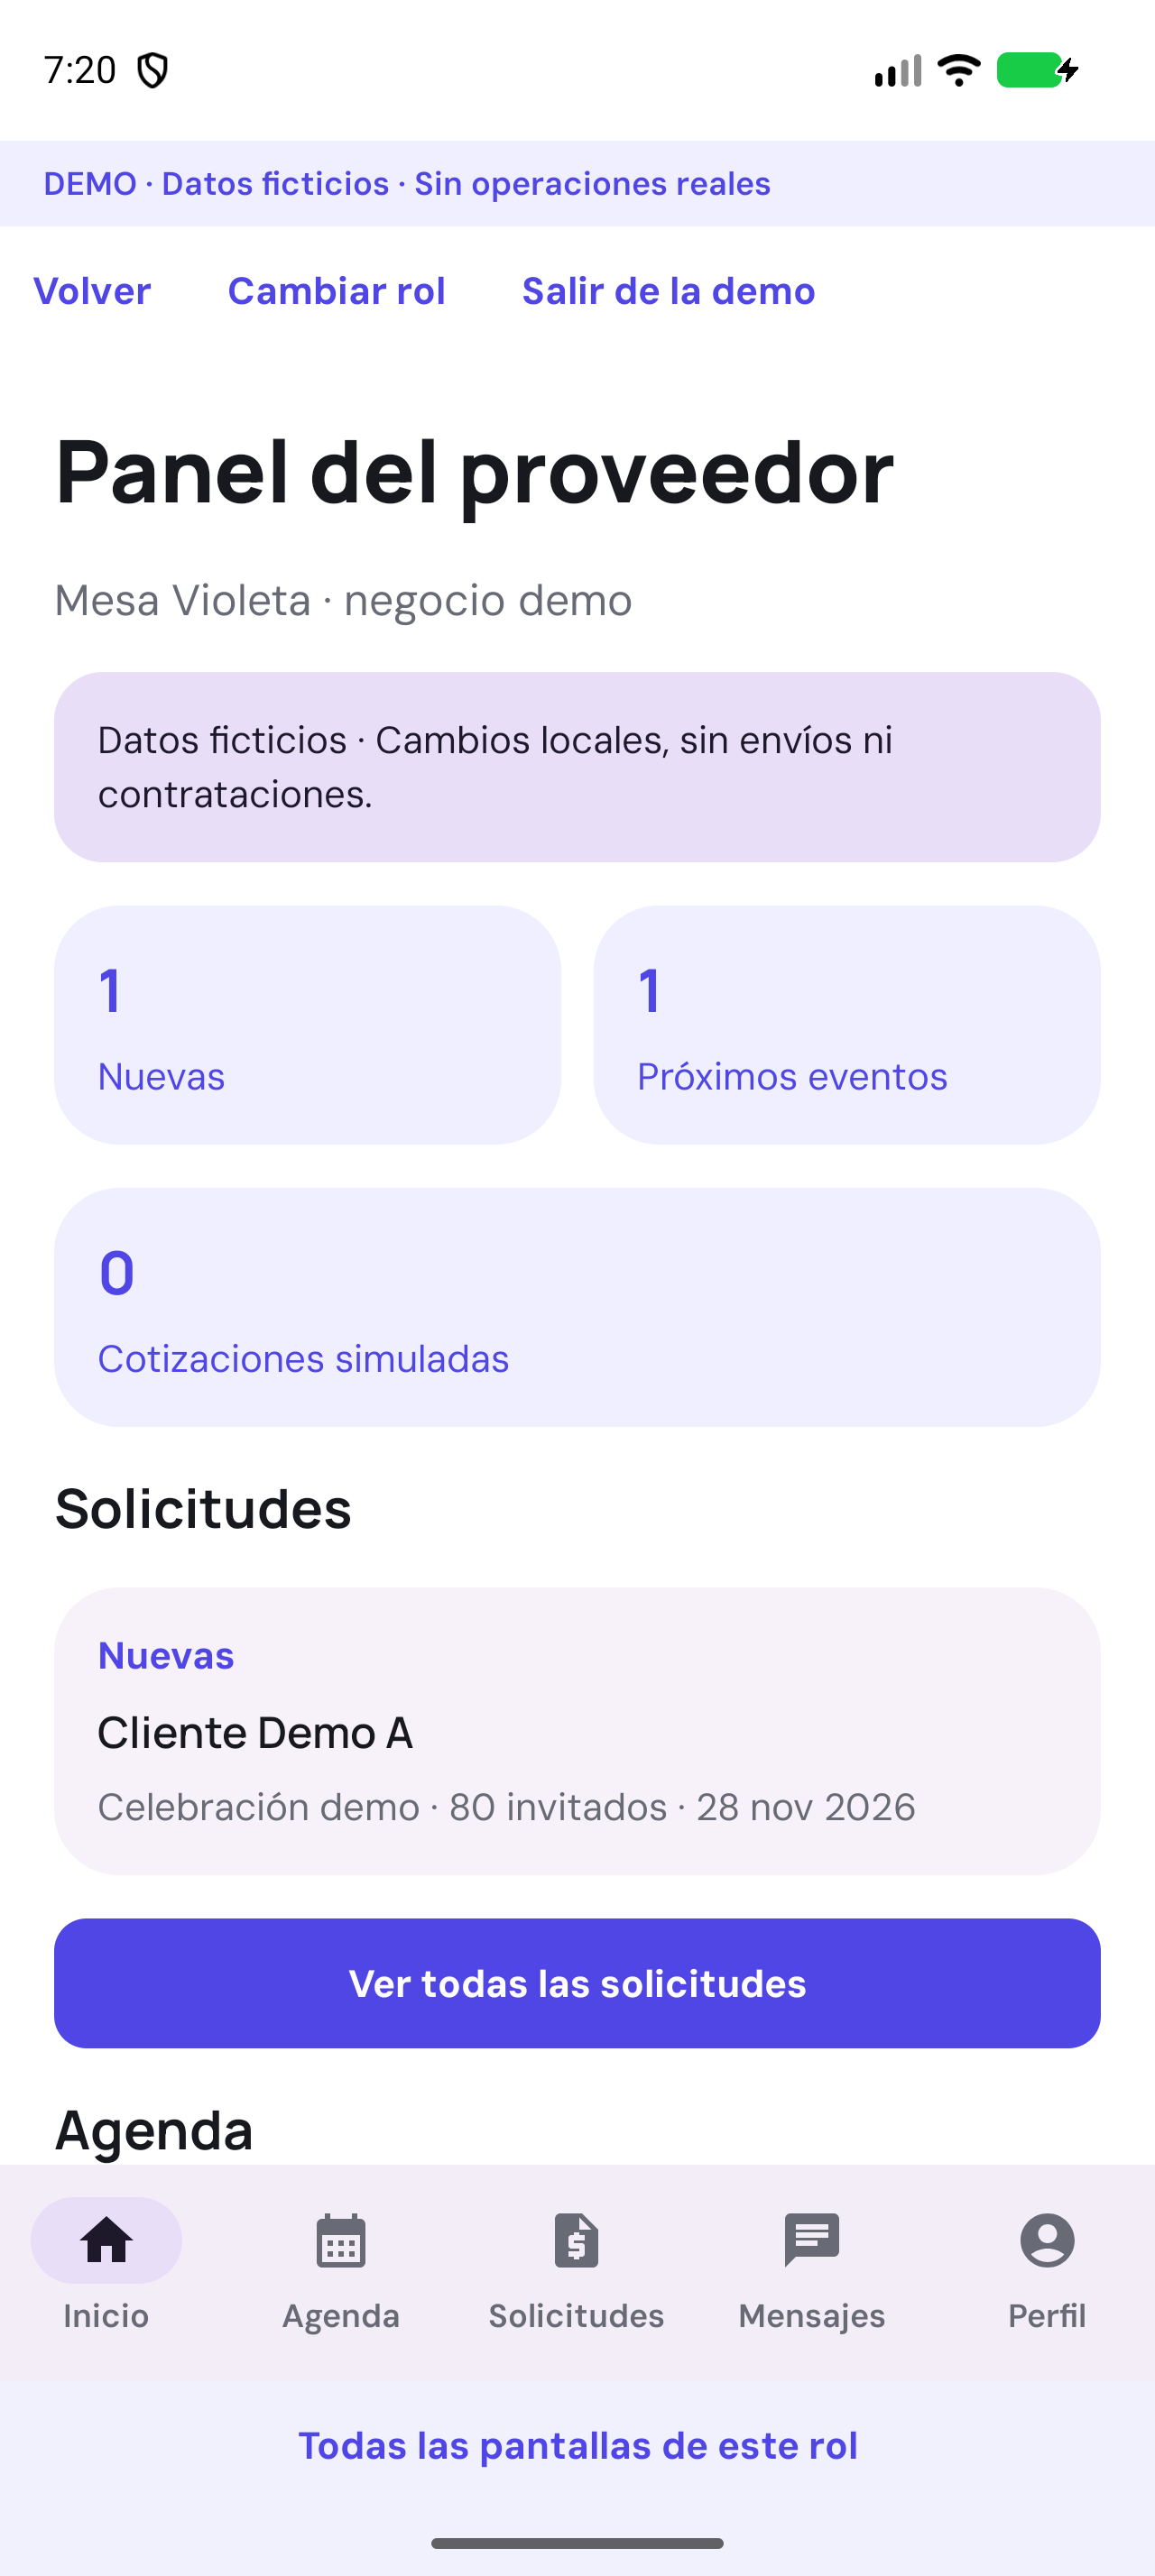 7:20
DEMO · Datos ficticios · Sin operaciones reales
Volver Cambiar rol Salir de la demo
Panel del proveedor
Mesa Violeta · negocio demo
Datos ficticios · Cambios locales, sin envíos ni
contrataciones.
1
Nuevas
1
Próximos eventos
0
Cotizaciones simuladas
Solicitudes
Nuevas
Cliente Demo A
Celebración demo · 80 invitados · 28 nov 2026
Ver todas las solicitudes
Agenda
Inicio Agenda Solicitudes Mensajes Perfil
Todas las pantallas de este rol